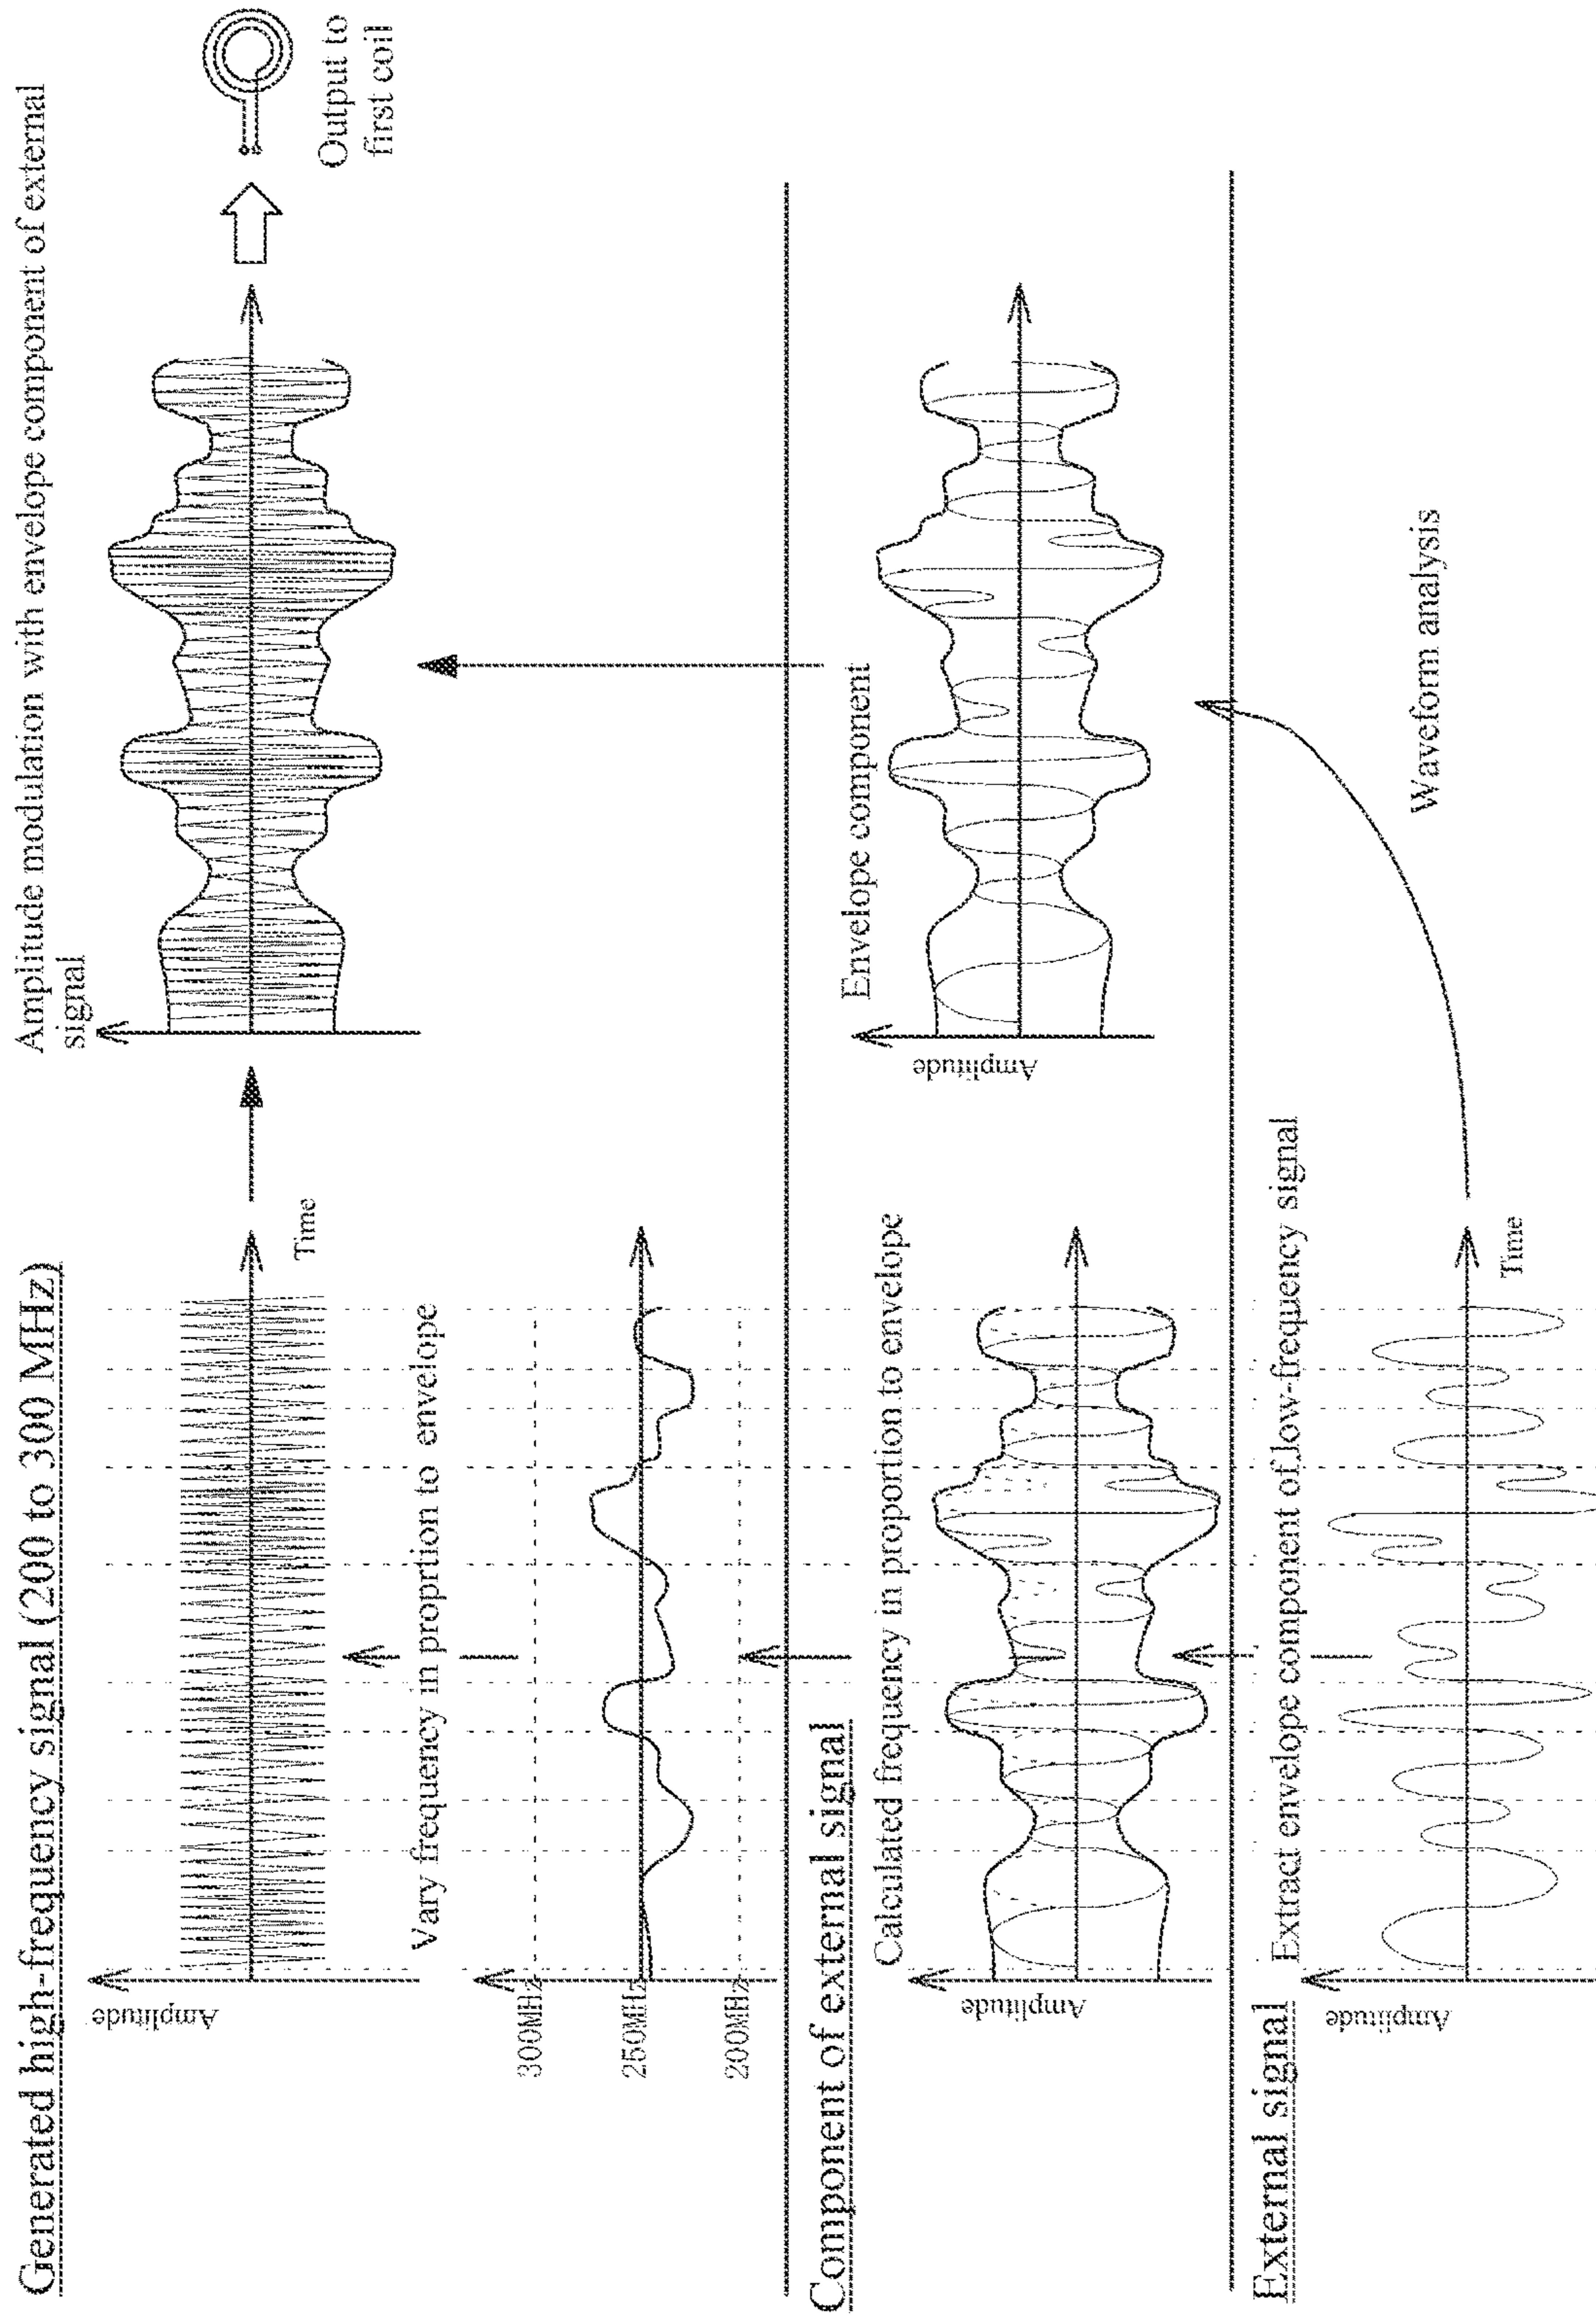 Generated high-frequency signal (200 to 300 MHz)
Amplitude
Time
Amplitude modulation with envelope component of external
signal
Output to
first coil
Vary frequency in proprtion to envelope
300MHz
250MHz
200MHz
Component of external signal
Calculated frequency in proportion to envelope
Amplitude
Envelope component
Amplitude
External signal
Extract envelope component of low-frequency signal
Amplitude
Time
Waveform analysis